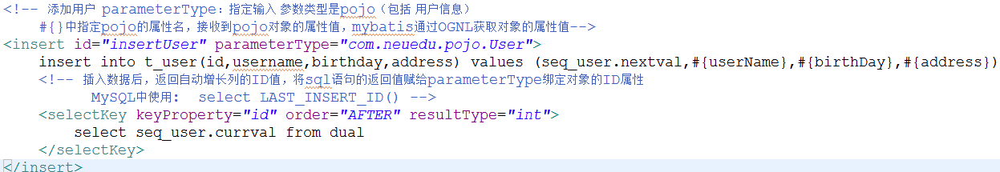 <!-- 添加用户 parameterType：指定输入 参数类型是pojo（包括 用户信息）
#{}中指定pojo的属性名，接收到pojo对象的属性值，mybatis通过OGNL获取对象的属性值-->
<insert id="insertUser" parameterType="com.neuedu.pojo.User">
insert into t_user(id,username,birthday,address) values (seq_user.nextval,#{userName},#{birthDay},#{address})
<!-- 插入数据后，返回自动增长列的ID值，将sql语句的返回值赋给parameterType绑定对象的ID属性
MySQL中使用： select LAST_INSERT_ID() -->
<selectKey keyProperty="id" order="AFTER" resultType="int">
select seq_user.currval from dual
</selectKey>
</insert>